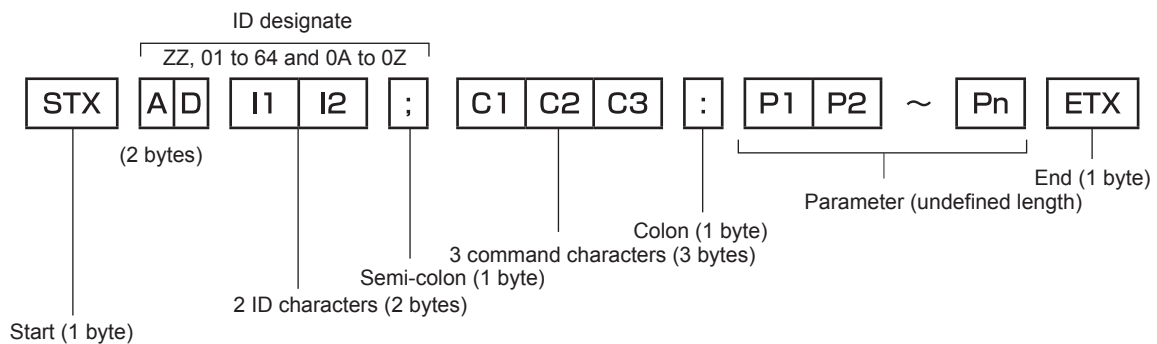 ID designate
ZZ, 01 to 64 and 0A to 0Z
STX A D I1 I2 ; C1 C2 C3 : P1 P2 ～ Pn ETX
(2 bytes)
End (1 byte)
Parameter (undefined length)
Colon (1 byte)
3 command characters (3 bytes)
Semi-colon (1 byte)
2 ID characters (2 bytes)
Start (1 byte)